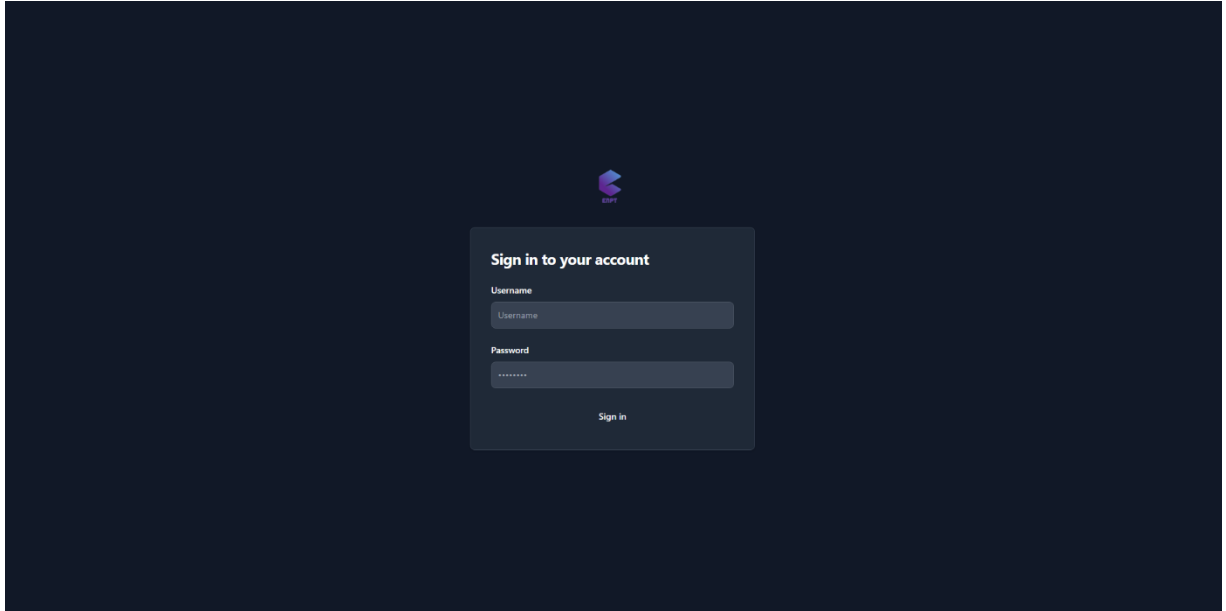 Sign in to your account
Username
Username
Password
Sign in